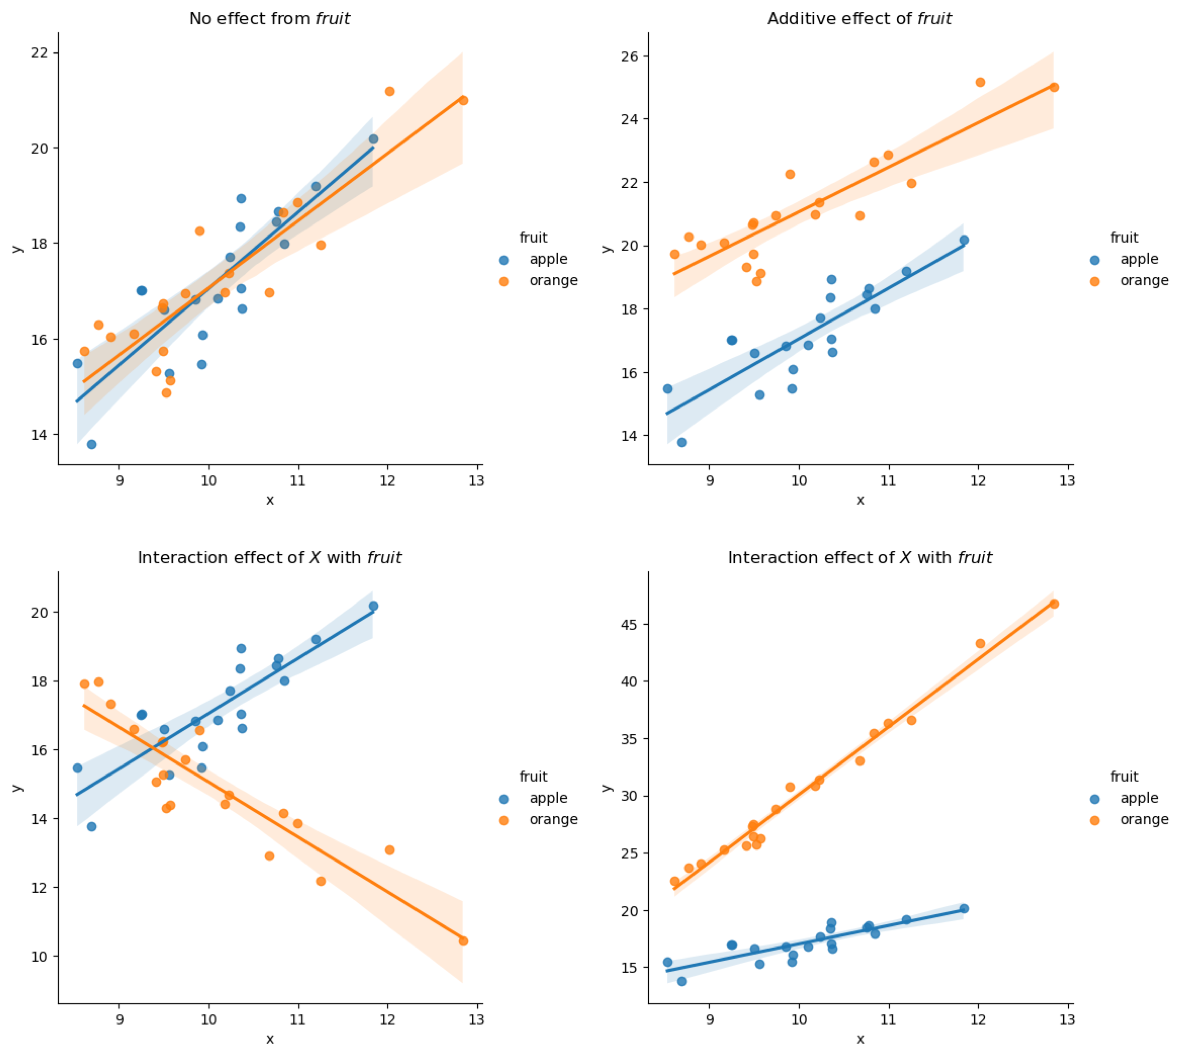 No effect from fruit
22
20
18
16
14
y
9
10
11
12
13
x
fruit
apple
orange
Additive effect of fruit
26
24
22
20
18
16
14
y
9
10
11
12
13
x
fruit
apple
orange
Interaction effect of X with fruit
20
18
16
14
12
10
y
9
10
11
12
13
x
fruit
apple
orange
Interaction effect of X with fruit
45
40
35
30
25
20
15
y
9
10
11
12
13
x
fruit
apple
orange